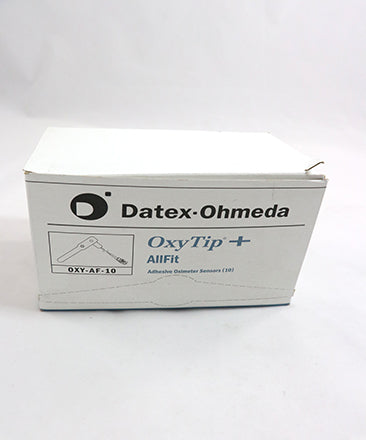 Datex-Ohmeda
OxyTip®+
AllFit
OXY-AF-10
Adhesive Oximeter Sensors (10)